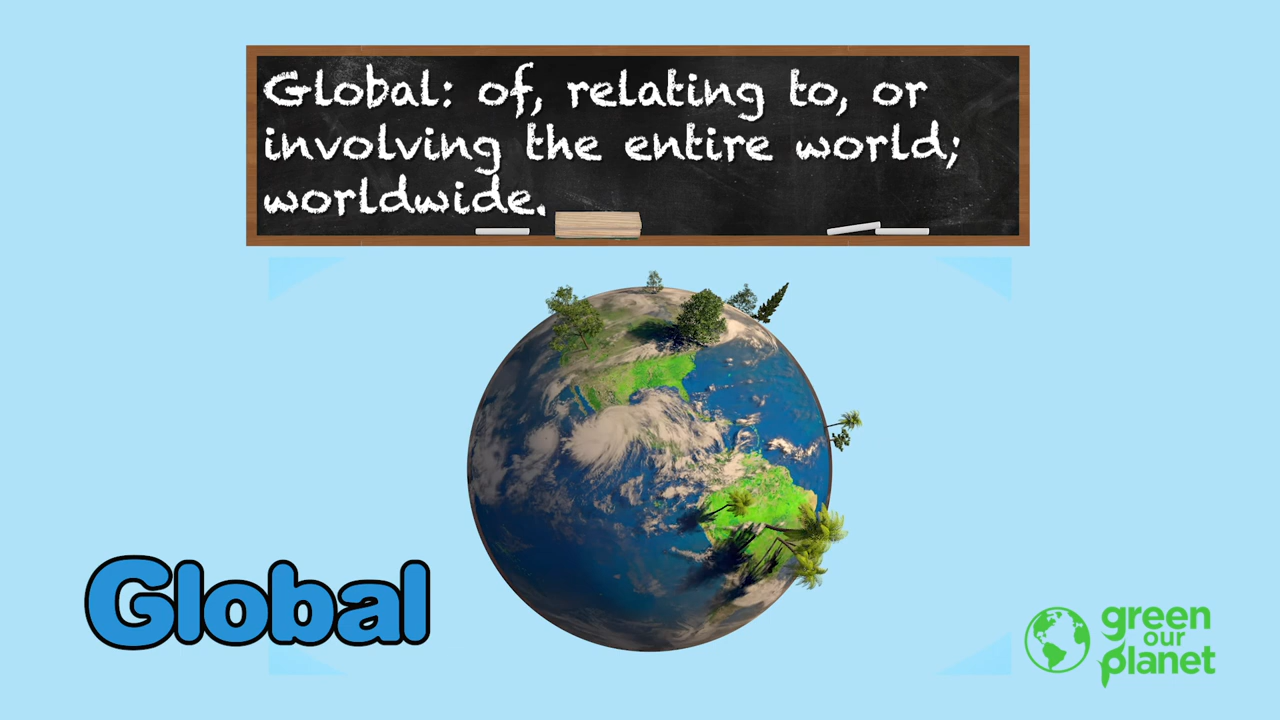 Global: of, relating to, or
involving the entire world;
worldwide.
Global
green
our
planet